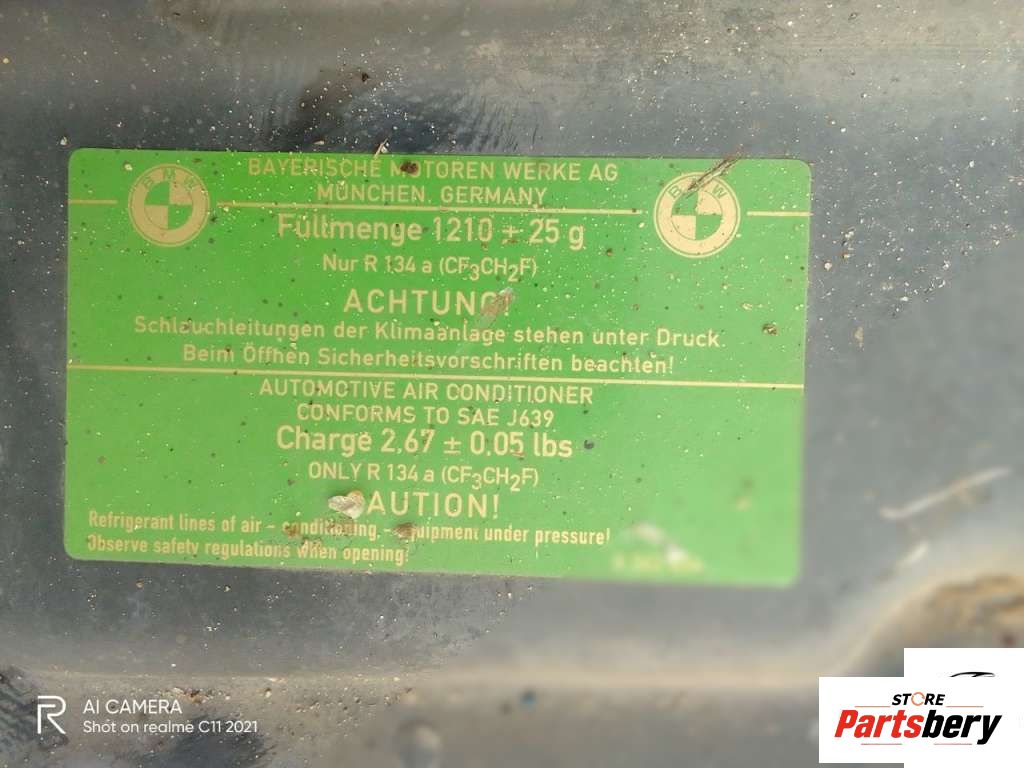 BAYERISCHE MOTOREN WERKE AG
MÜNCHEN, GERMANY
BMW
BMW
Füllmenge 1210 ± 25 g
Nur R 134 a (CF3CH2F)
ACHTUNG!
Schlauchleitungen der Klimaanlage stehen unter Druck.
Beim Öffnen Sicherheitsvorschriften beachten!
AUTOMOTIVE AIR CONDITIONER
CONFORMS TO SAE J639
Charge 2,67 ± 0,05 lbs
ONLY R 134 a (CF3CH2F)
AUTION!
Refrigerant lines of air - conditioning, - equipment under pressure!
Observe safety regulations when opening!
AI CAMERA
Shot on realme C11 2021
STORE
Partsbery